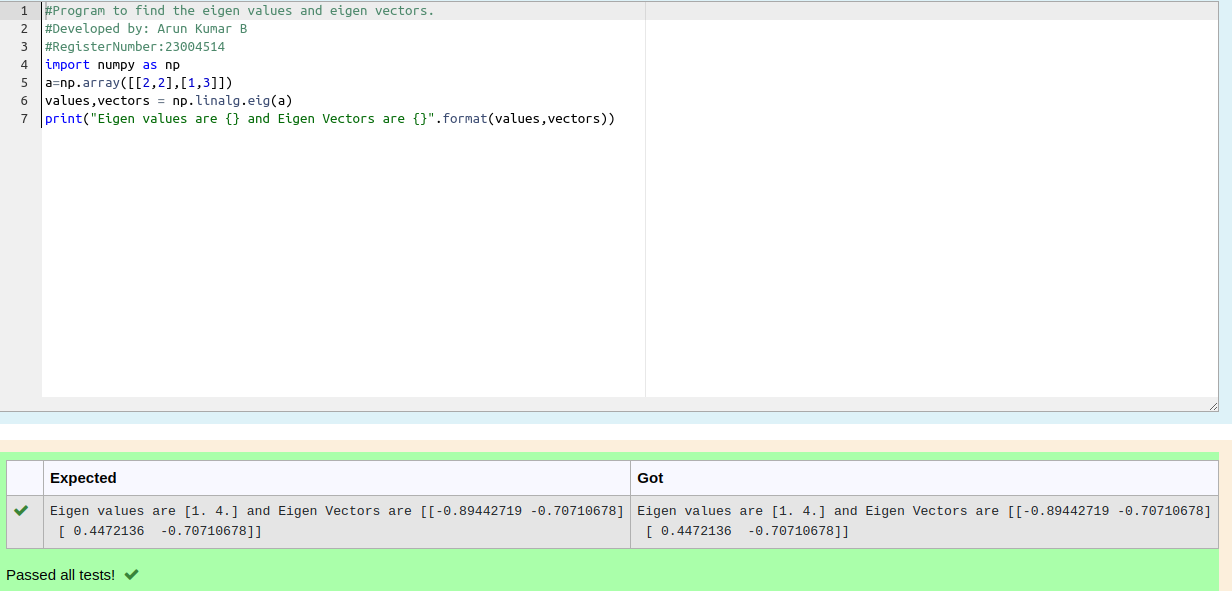 1 #Program to find the eigen values and eigen vectors.
2 #Developed by: Arun Kumar B
3 #RegisterNumber:23004514
4 import numpy as np
5 a=np.array([[2,2],[1,3]])
6 values,vectors = np.linalg.eig(a)
7 print("Eigen values are {} and Eigen Vectors are {}".format(values,vectors))
Expected Got
Eigen values are [1. 4.] and Eigen Vectors are [[-0.89442719 -0.70710678] Eigen values are [1. 4.] and Eigen Vectors are [[-0.89442719 -0.70710678]
[ 0.4472136  -0.70710678]] [ 0.4472136  -0.70710678]]
Passed all tests!